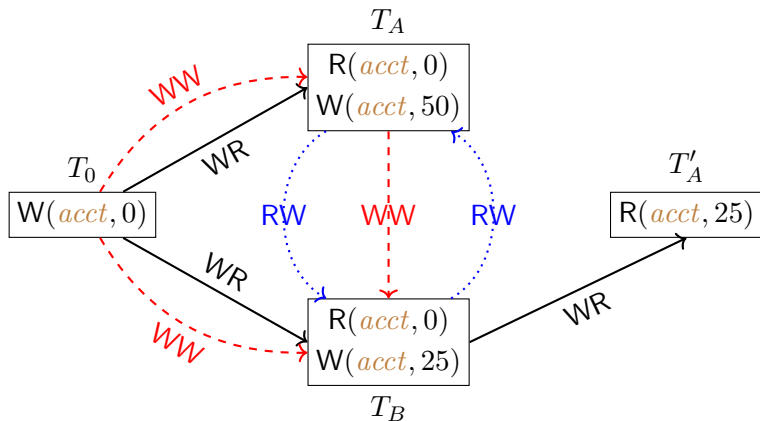 T_A
R(acct, 0)
W(acct, 50)
WW
WR
T_0
W(acct, 0)
RW
WW
RW
T'_A
R(acct, 25)
WR
WW
R(acct, 0)
W(acct, 25)
WR
T_B